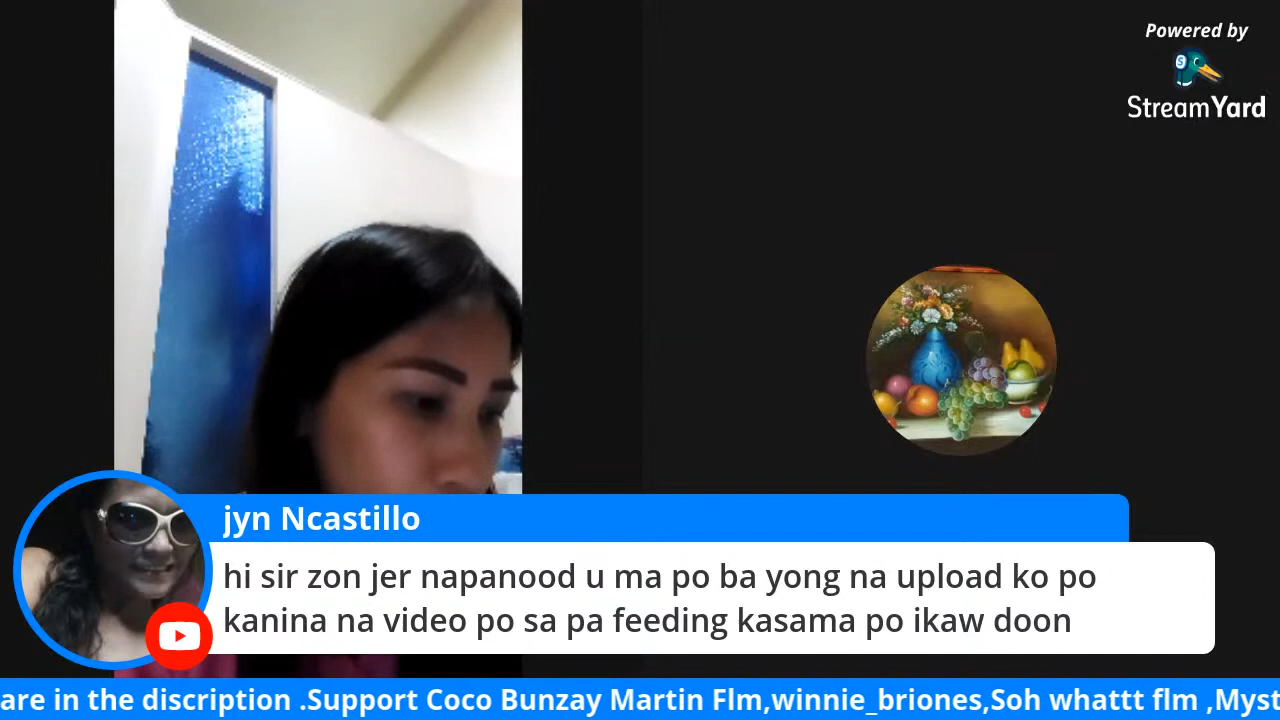 Powered by
S
StreamYard
jyn Ncastillo
hi sir zon jer napanood u ma po ba yong na upload ko po
kanina na video po sa pa feeding kasama po ikaw doon
are in the discription .Support Coco Bunzay Martin Flm,winnie_briones,Soh whattt flm ,Myst